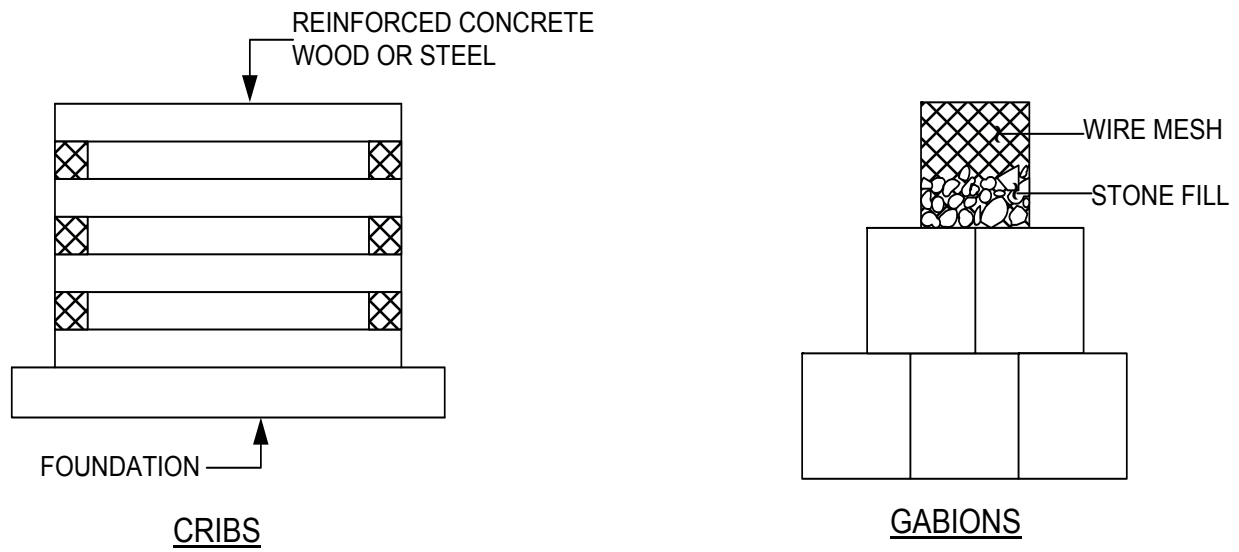 REINFORCED CONCRETE
WOOD OR STEEL
FOUNDATION
CRIBS
WIRE MESH
STONE FILL
GABIONS